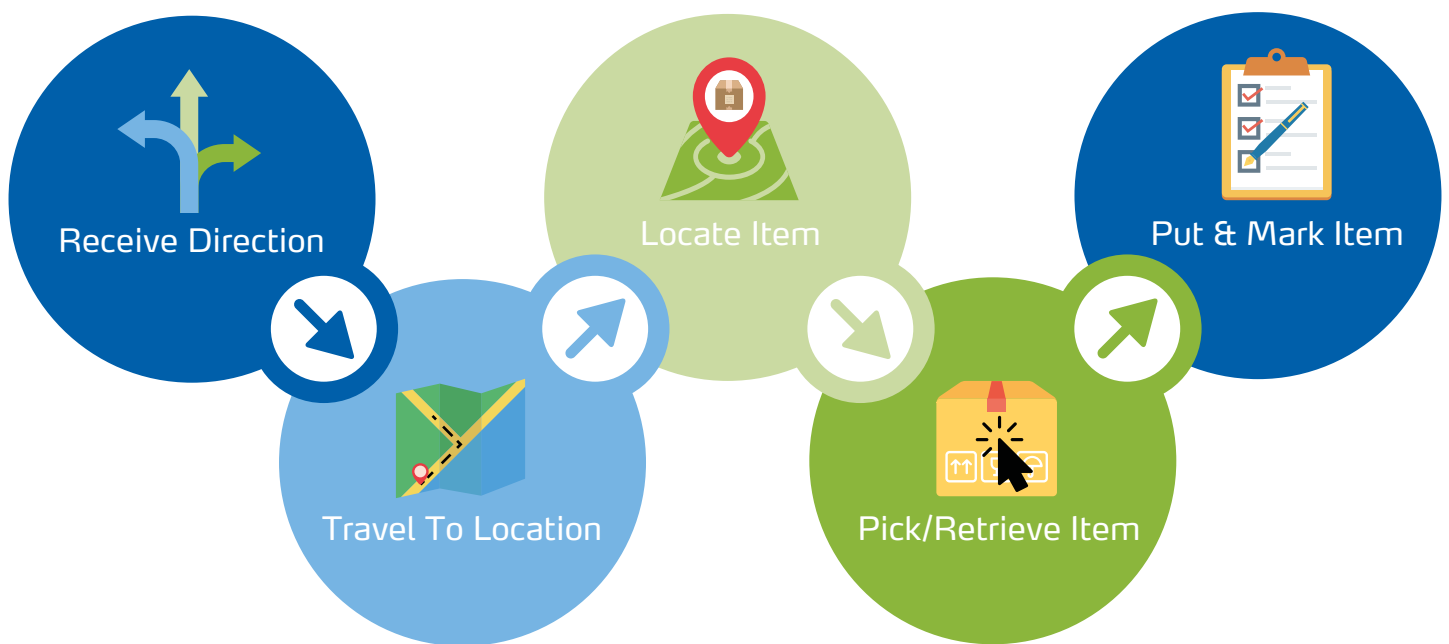 Receive Direction
Travel To Location
Locate Item
Pick/Retrieve Item
Put & Mark Item